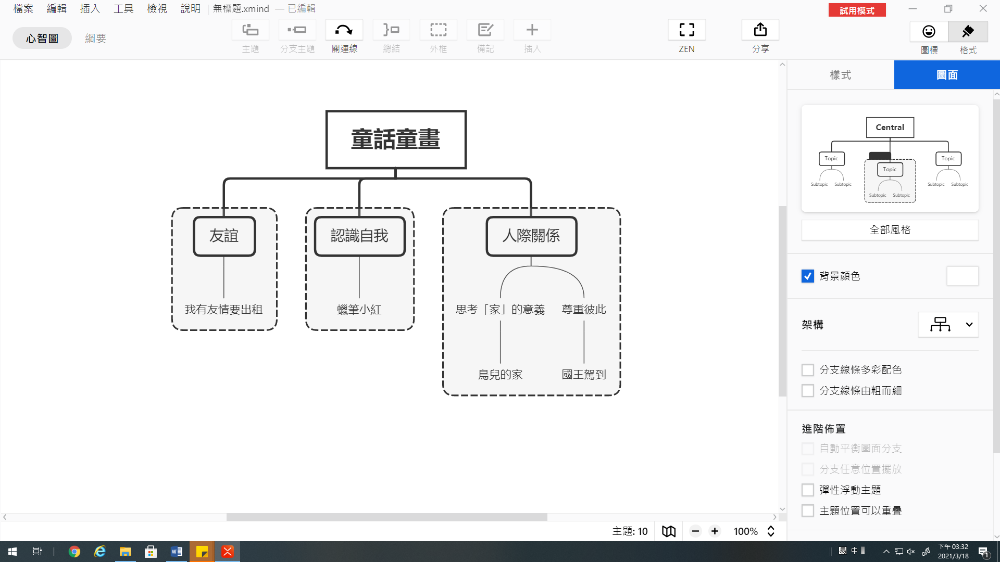 檔案 編輯 插入 工具 檢視 說明 無標題.xmind — 已編輯 試用模式
心智圖 綱要
主題 分支主題 關連線 總結 外框 備記 插入 ZEN 分享 圖標 格式
樣式 圖面
童話童畫
友誼 認識自我 人際關係
我有友情要出租 蠟筆小紅 思考「家」的意義 尊重彼此
鳥兒的家 國王駕到
Central
Topic Topic Topic
Subtopic Subtopic Subtopic Subtopic Subtopic Subtopic
全部風格
背景顏色
架構
分支線條多彩配色
分支線條由粗而細
進階佈置
自動平衡圖面分支
分支任意位置擺放
彈性浮動主題
主題位置可以重疊
主題: 10 100%
易 中 下午 03:32
2021/3/18 1